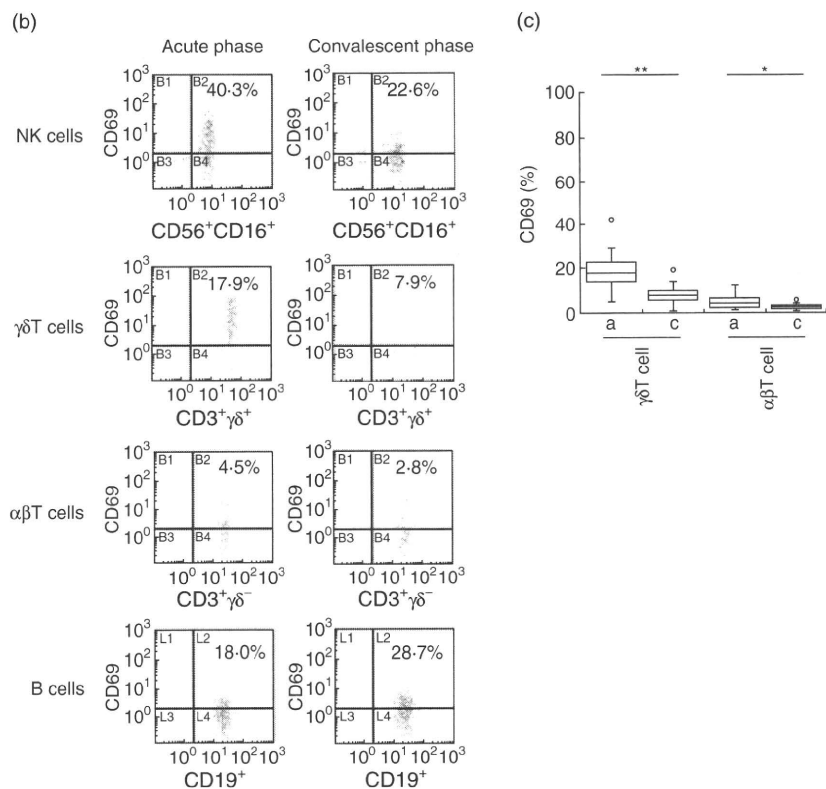 (b)
Acute phase Convalescent phase
NK cells
CD69
10³
10²
10¹
10⁰
B1 B2
40·3%
B3 B4
10⁰ 10¹ 10² 10³
CD56⁺CD16⁺
CD69
10³
10²
10¹
10⁰
B1 B2
22·6%
B3 B4
10⁰ 10¹ 10² 10³
CD56⁺CD16⁺
γδT cells
CD69
10³
10²
10¹
10⁰
B1 B2
17·9%
B3 B4
10⁰ 10¹ 10² 10³
CD3⁺γδ⁺
CD69
10³
10²
10¹
10⁰
B1 B2
7·9%
B3 B4
10⁰ 10¹ 10² 10³
CD3⁺γδ⁺
αβT cells
CD69
10³
10²
10¹
10⁰
B1 B2
4·5%
B3 B4
10⁰ 10¹ 10² 10³
CD3⁺γδ⁻
CD69
10³
10²
10¹
10⁰
B1 B2
2·8%
B3 B4
10⁰ 10¹ 10² 10³
CD3⁺γδ⁻
B cells
CD69
10³
10²
10¹
10⁰
L1 L2
18·0%
L3 L4
10⁰ 10¹ 10² 10³
CD19⁺
CD69
10³
10²
10¹
10⁰
L1 L2
28·7%
L3 L4
10⁰ 10¹ 10² 10³
CD19⁺
(c)
** *
CD69 (%)
100
80
60
40
20
0
a c a c
γδT cell αβT cell